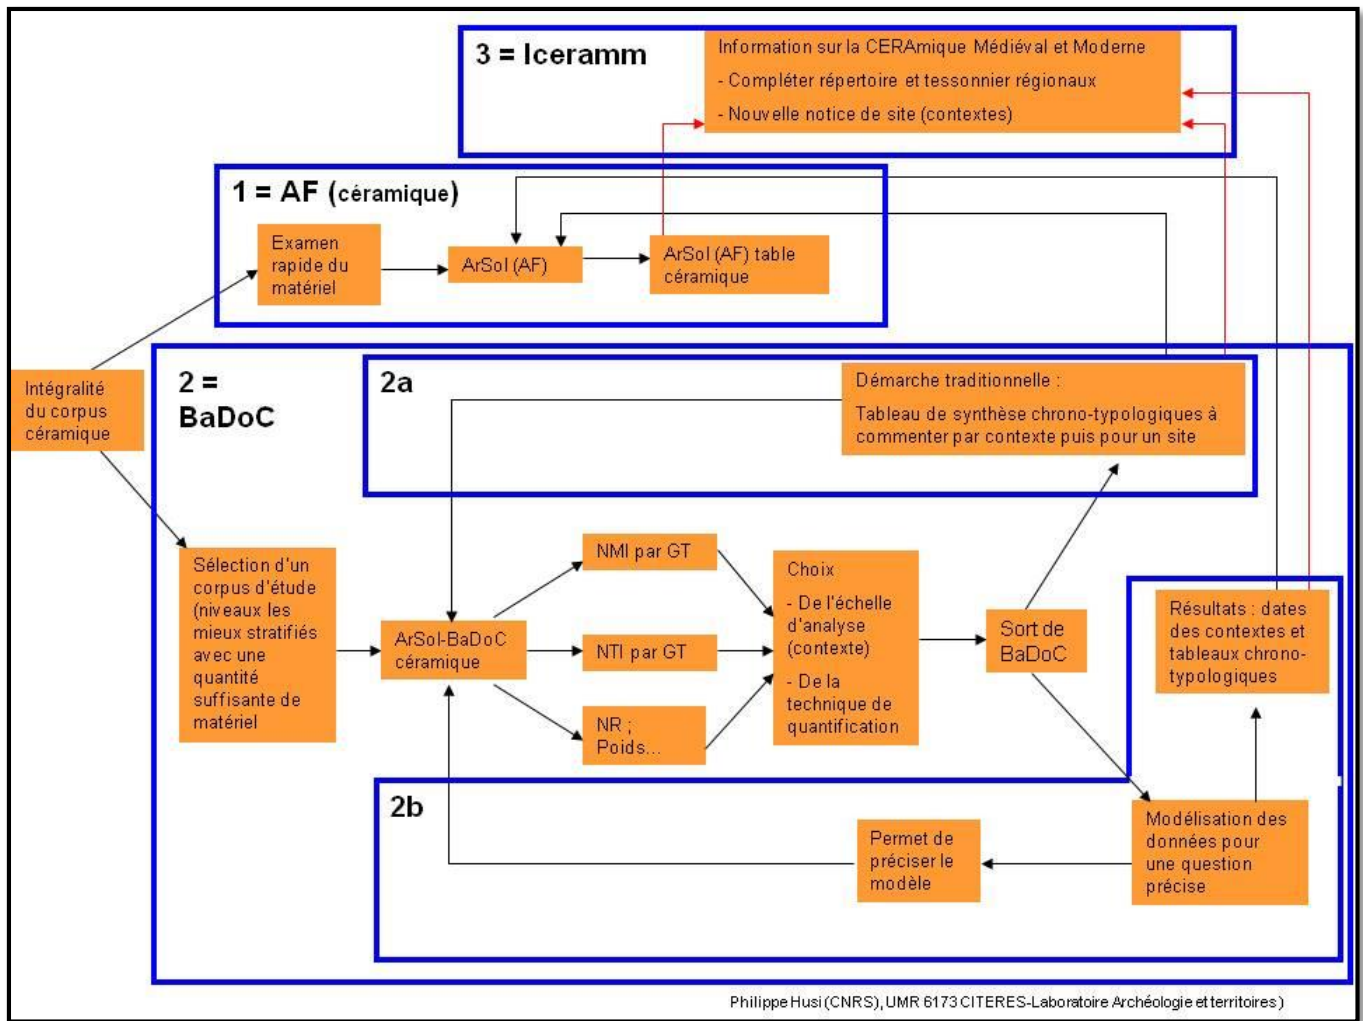 3 = Iceramm
Information sur la CERAmique Médiéval et Moderne
- Compléter répertoire et tessonnier régionaux
- Nouvelle notice de site (contextes)
1 = AF (céramique)
Examen
rapide du
matériel
ArSol (AF)
ArSol (AF) table
céramique
Intégralité
du corpus
céramique
2 =
BaDoC
2a
Démarche traditionnelle :
Tableau de synthèse chrono-typologiques à
commenter par contexte puis pour un site
Sélection d'un
corpus d'étude
(niveaux les
mieux stratifiés
avec une
quantité
suffisante de
matériel
ArSol-BaDoC
céramique
NMI par GT
NTI par GT
NR ;
Poids...
Choix
- De l'échelle
d'analyse
(contexte)
- De la
technique de
quantification
Sort de
BaDoC
Résultats : dates
des contextes et
tableaux chrono-
typologiques
2b
Permet de
préciser le
modèle
Modélisation des
données pour
une question
précise
Philippe Husi (CNRS), UMR 6173 CITERES-Laboratoire Archéologie et territoires)